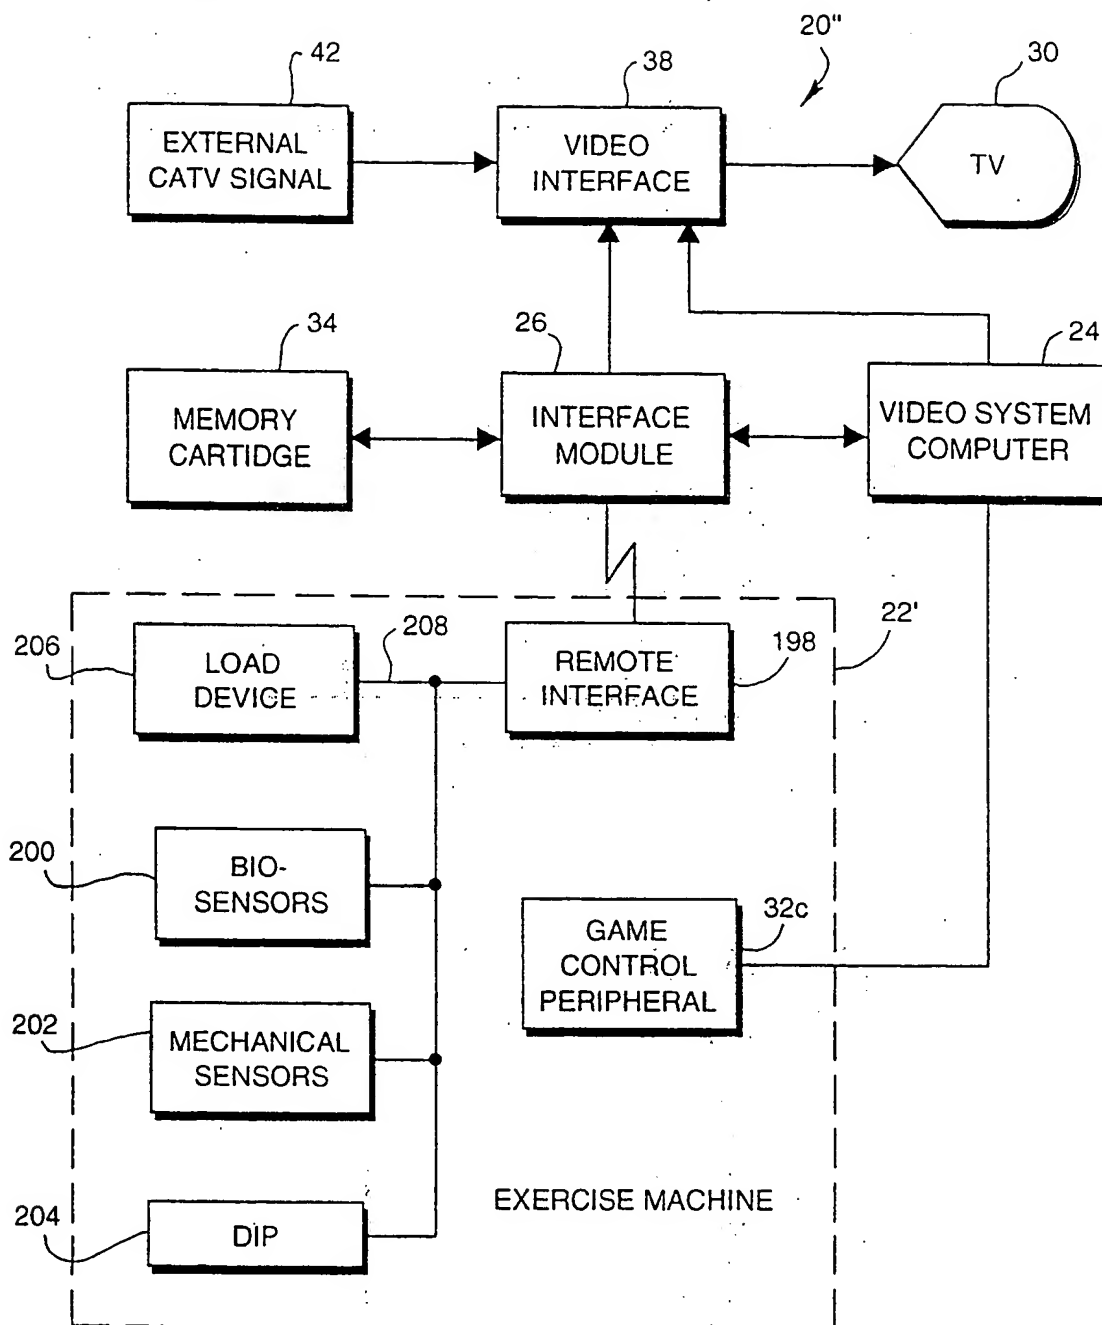 20"
42
38
30
EXTERNAL
CATV SIGNAL
VIDEO
INTERFACE
TV
34
26
24
MEMORY
CARTIDGE
INTERFACE
MODULE
VIDEO SYSTEM
COMPUTER
206
LOAD
DEVICE
208
REMOTE
INTERFACE
198
22'
200
BIO-
SENSORS
GAME
CONTROL
PERIPHERAL
32c
202
MECHANICAL
SENSORS
EXERCISE MACHINE
204
DIP